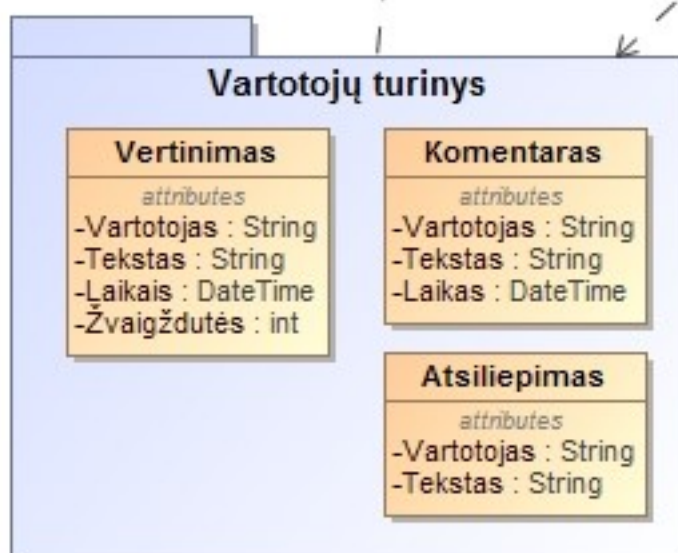 Vartotojų turinys
Vertinimas
attributes
-Vartotojas : String
-Tekstas : String
-Laikais : DateTime
-Žvaigždutės : int
Komentaras
attributes
-Vartotojas : String
-Tekstas : String
-Laikas : DateTime
Atsiliepimas
attributes
-Vartotojas : String
-Tekstas : String